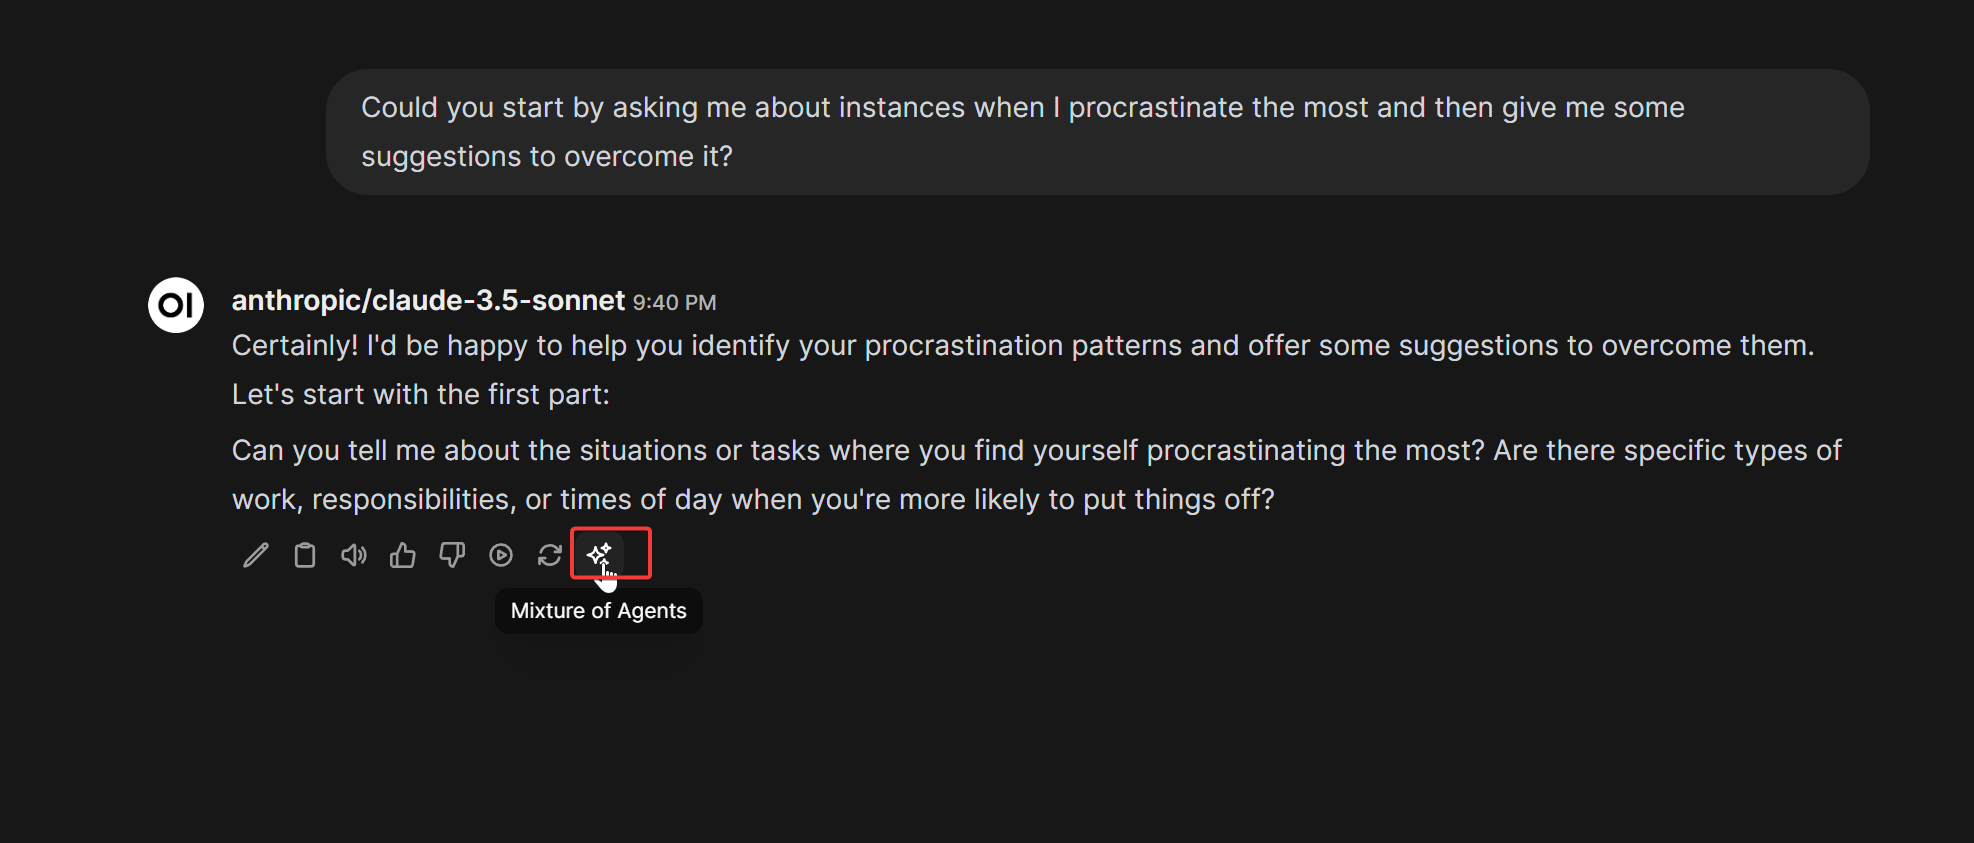 Could you start by asking me about instances when I procrastinate the most and then give me some
suggestions to overcome it?
OI
anthropic/claude-3.5-sonnet 9:40 PM
Certainly! I'd be happy to help you identify your procrastination patterns and offer some suggestions to overcome them.
Let's start with the first part:
Can you tell me about the situations or tasks where you find yourself procrastinating the most? Are there specific types of
work, responsibilities, or times of day when you're more likely to put things off?
Mixture of Agents